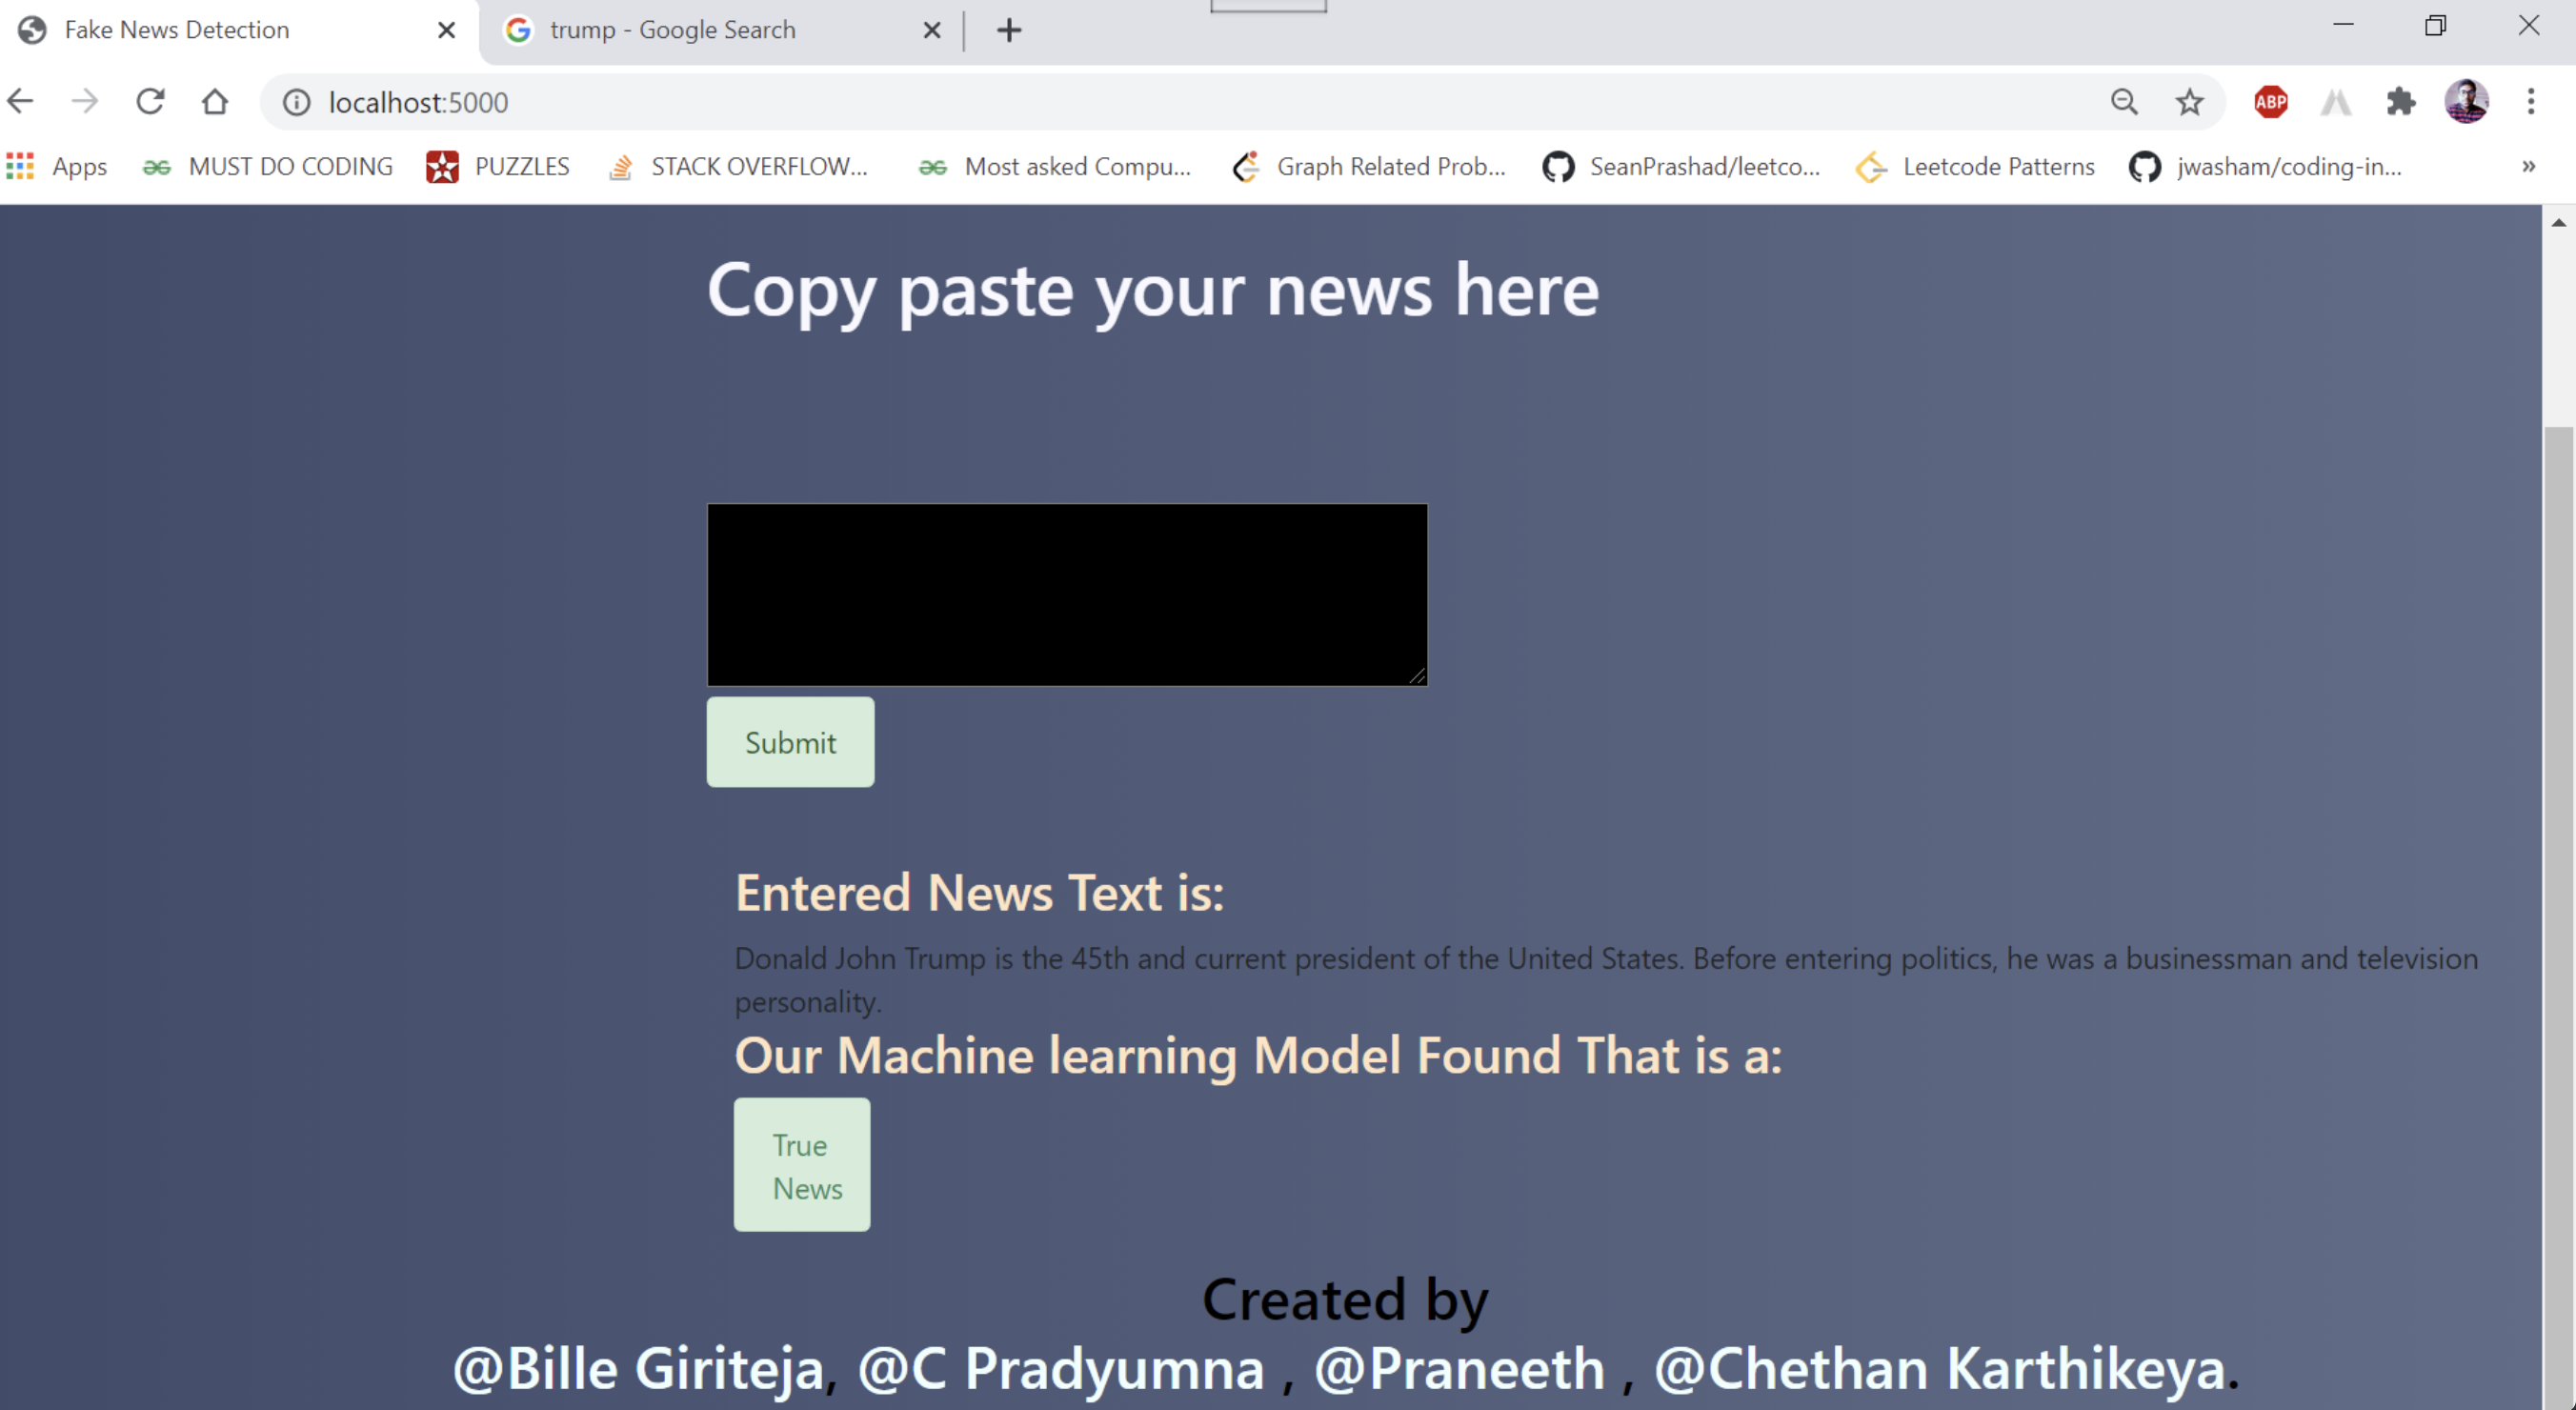 Fake News Detection
trump - Google Search
localhost:5000
ABP
Apps
MUST DO CODING
PUZZLES
STACK OVERFLOW...
Most asked Compu...
Graph Related Prob...
SeanPrashad/leetco...
Leetcode Patterns
jwasham/coding-in...
»
Copy paste your news here
Submit
Entered News Text is:
Donald John Trump is the 45th and current president of the United States. Before entering politics, he was a businessman and television
personality.
Our Machine learning Model Found That is a:
True
News
Created by
@Bille Giriteja, @C Pradyumna , @Praneeth , @Chethan Karthikeya.